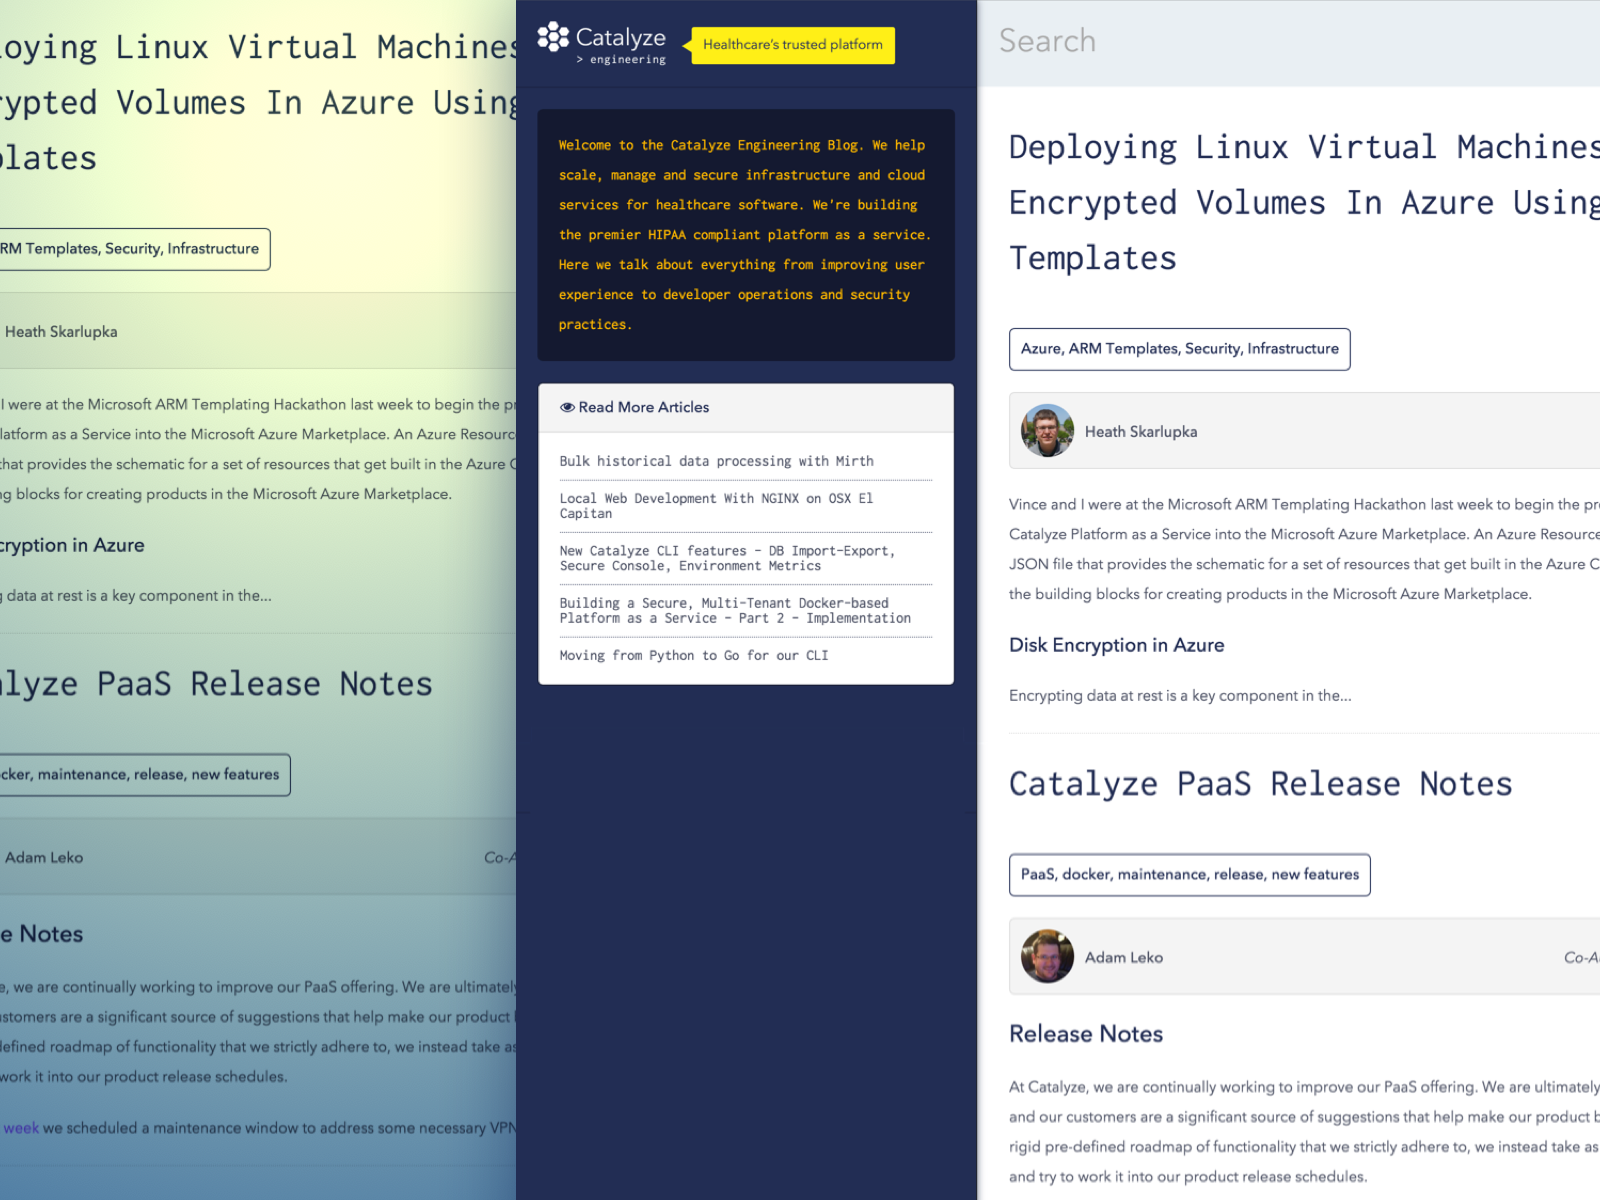 oying Linux Virtual Machines
ypted Volumes In Azure Using
lates
RM Templates, Security, Infrastructure
Heath Skarlupka
I were at the Microsoft ARM Templating Hackathon last week to begin the pr
latform as a Service into the Microsoft Azure Marketplace. An Azure Resourc
that provides the schematic for a set of resources that get built in the Azure C
ng blocks for creating products in the Microsoft Azure Marketplace.
cryption in Azure
g data at rest is a key component in the...
alyze PaaS Release Notes
cker, maintenance, release, new features
Adam Leko
Co-A
e Notes
e, we are continually working to improve our PaaS offering. We are ultimately
ustomers are a significant source of suggestions that help make our product b
defined roadmap of functionality that we strictly adhere to, we instead take as
work it into our product release schedules.
week we scheduled a maintenance window to address some necessary VPN
Catalyze
> engineering
Healthcare's trusted platform
Welcome to the Catalyze Engineering Blog. We help
scale, manage and secure infrastructure and cloud
services for healthcare software. We're building
the premier HIPAA compliant platform as a service.
Here we talk about everything from improving user
experience to developer operations and security
practices.
Read More Articles
Bulk historical data processing with Mirth
Local Web Development With NGINX on OSX El
Capitan
New Catalyze CLI features - DB Import-Export,
Secure Console, Environment Metrics
Building a Secure, Multi-Tenant Docker-based
Platform as a Service - Part 2 - Implementation
Moving from Python to Go for our CLI
Search
Deploying Linux Virtual Machines
Encrypted Volumes In Azure Using
Templates
Azure, ARM Templates, Security, Infrastructure
Heath Skarlupka
Vince and I were at the Microsoft ARM Templating Hackathon last week to begin the pro
Catalyze Platform as a Service into the Microsoft Azure Marketplace. An Azure Resource
JSON file that provides the schematic for a set of resources that get built in the Azure C
the building blocks for creating products in the Microsoft Azure Marketplace.
Disk Encryption in Azure
Encrypting data at rest is a key component in the...
Catalyze PaaS Release Notes
PaaS, docker, maintenance, release, new features
Adam Leko
Co-Au
Release Notes
At Catalyze, we are continually working to improve our PaaS offering. We are ultimately
and our customers are a significant source of suggestions that help make our product b
rigid pre-defined roadmap of functionality that we strictly adhere to, we instead take as
and try to work it into our product release schedules.